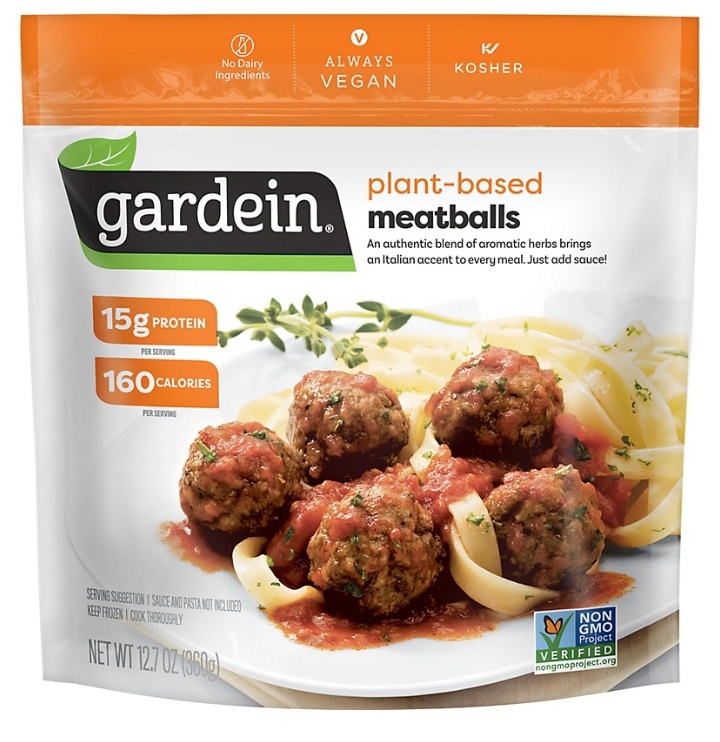 No Dairy
Ingredients
V
ALWAYS
VEGAN
K
KOSHER
gardein®
plant-based
meatballs
An authentic blend of aromatic herbs brings
an Italian accent to every meal. Just add sauce!
15g PROTEIN
PER SERVING
160 CALORIES
PER SERVING
SERVING SUGGESTION | SAUCE AND PASTA NOT INCLUDED
KEEP FROZEN | COOK THOROUGHLY
NET WT 12.7 OZ (360g)
NON
GMO
Project
VERIFIED
nongmoproject.org